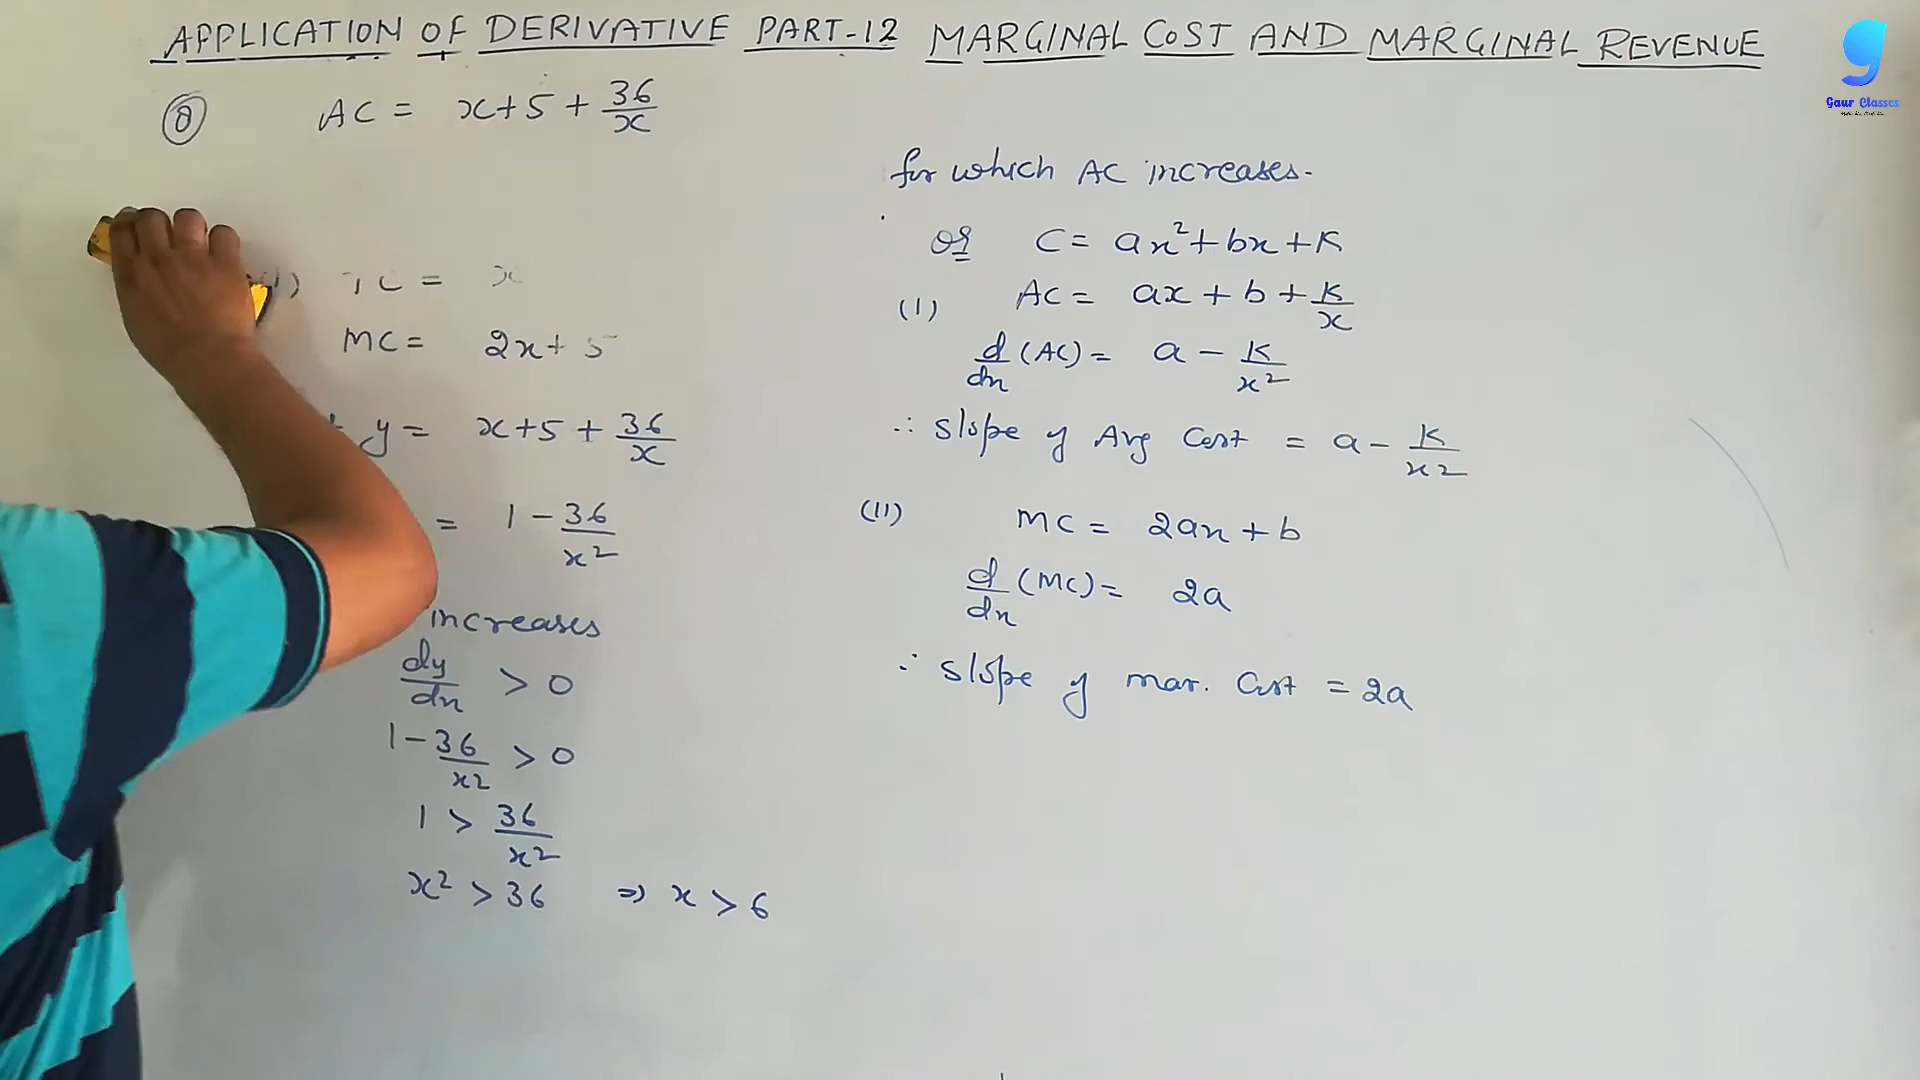 APPLICATION OF DERIVATIVE PART-12 MARGINAL COST AND MARGINAL REVENUE
Gaur Classes
8 AC = x+5+36/x
TC = x
MC = 2x+5
y = x+5+36/x
= 1-36/x²
increases
dy/dx > 0
1-36/x² > 0
1 > 36/x²
x² > 36 ⇒ x > 6
for which AC increases.
or C = ax²+bx+K
(I) AC = ax+b+K/x
d/dx (AC) = a - K/x²
∴ slope of Avg Cost = a - K/x²
(II) MC = 2ax+b
d/dx (MC) = 2a
∴ slope of mar. Cost = 2a